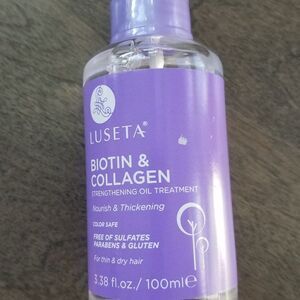 LUSETA®
BIOTIN &
COLLAGEN
STRENGTHENING OIL TREATMENT
Nourish & Thickening
COLOR SAFE
FREE OF SULFATES
PARABENS & GLUTEN
For thin & dry hair
3.38 fl.oz./ 100ml℮